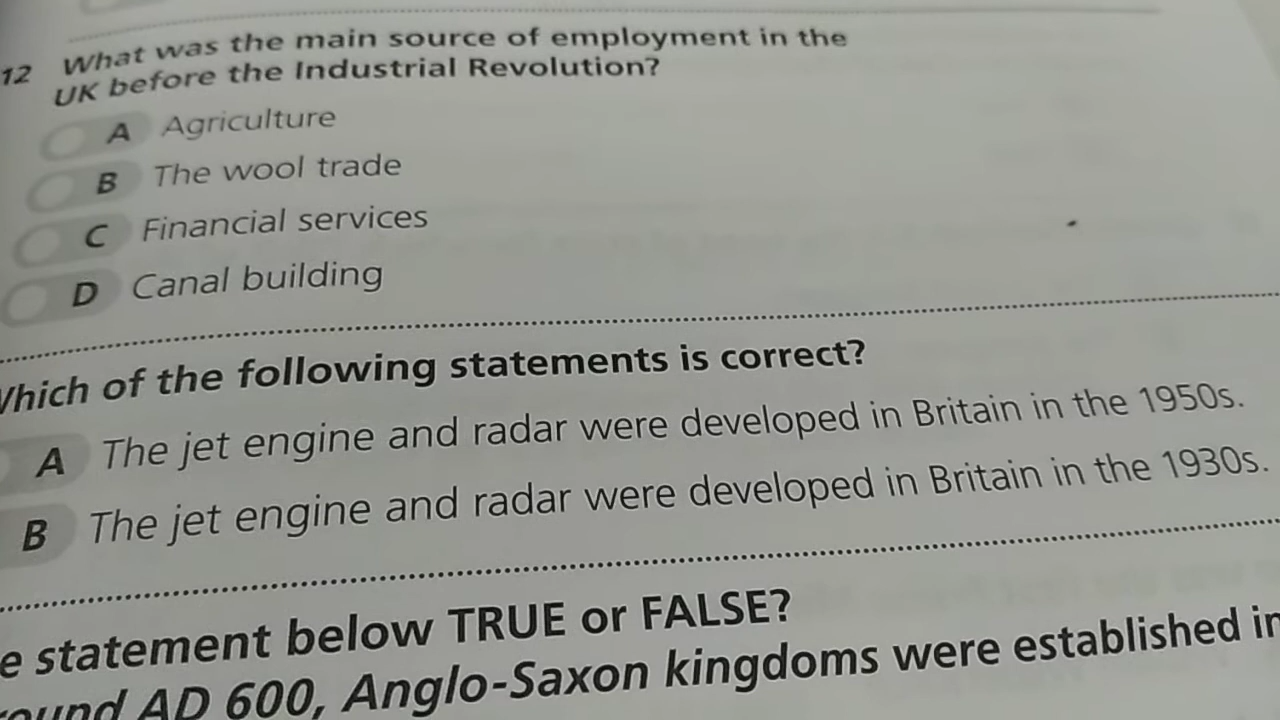 12 What was the main source of employment in the
UK before the Industrial Revolution?
A Agriculture
B The wool trade
C Financial services
D Canal building
Which of the following statements is correct?
A The jet engine and radar were developed in Britain in the 1950s.
B The jet engine and radar were developed in Britain in the 1930s.
statement below TRUE or FALSE?
AD 600, Anglo-Saxon kingdoms were established in